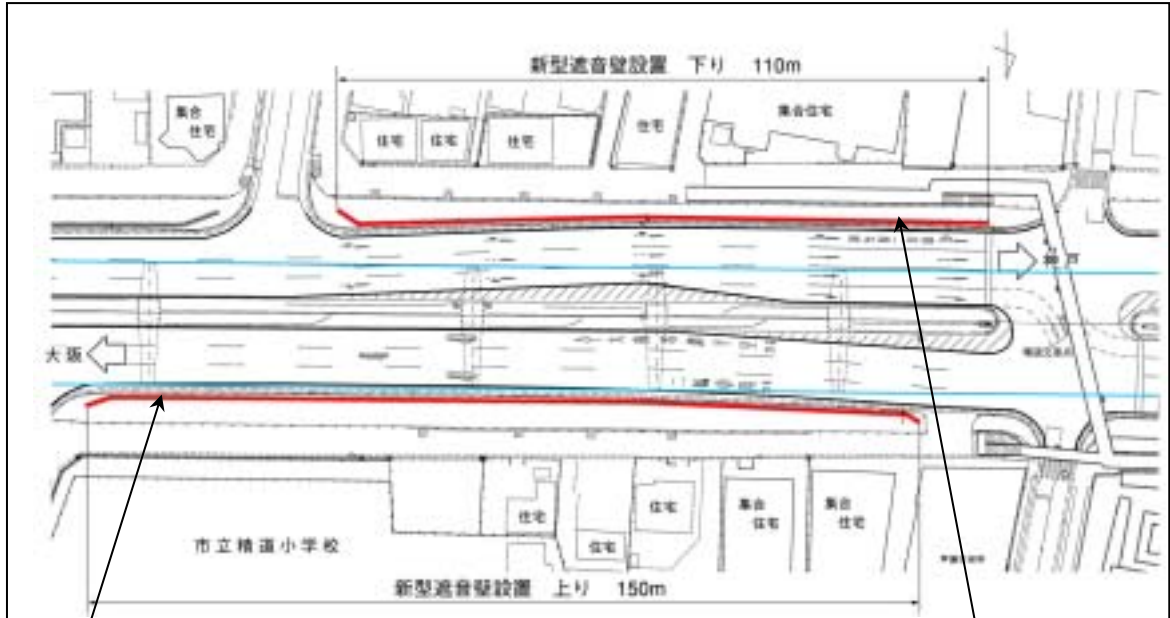 新型遮音壁設置　下り　110m
集合
住宅
住宅
住宅
住宅
住宅
集合住宅
神戸
大阪
市立精道小学校
住宅
住宅
住宅
集合
住宅
集合
住宅
新型遮音壁設置　上り　150m